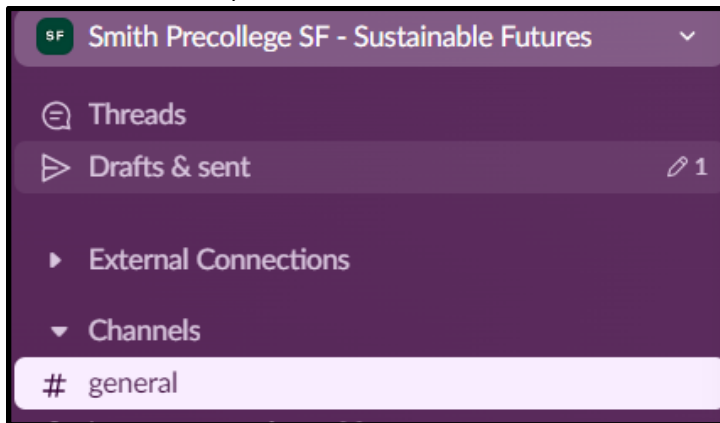 SF Smith Precollege SF - Sustainable Futures
Threads
Drafts & sent 1
External Connections
Channels
# general